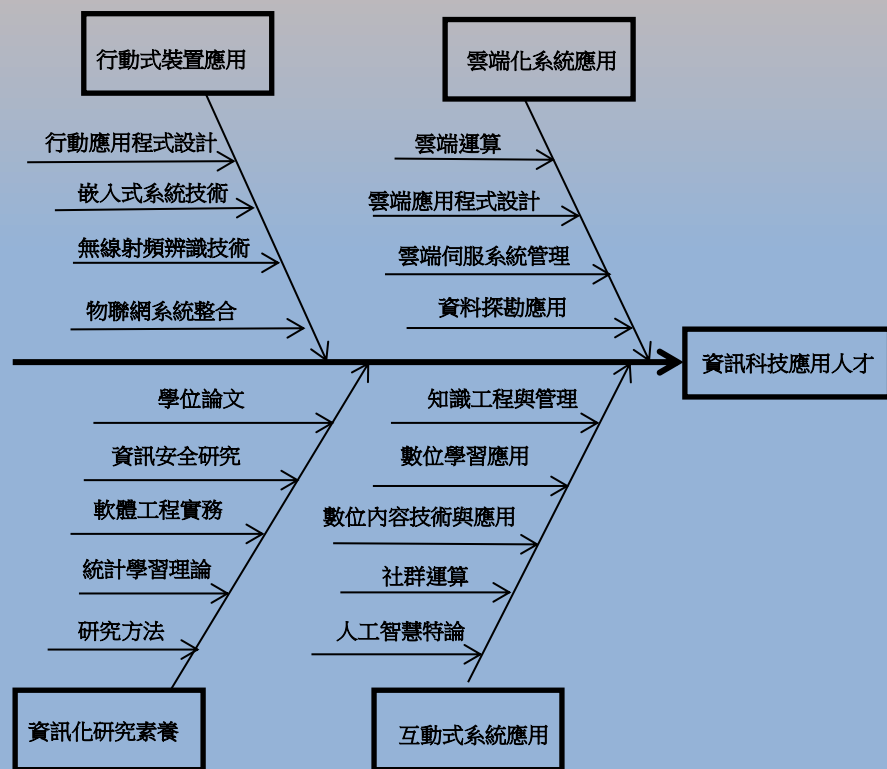 行動式裝置應用
雲端化系統應用
行動應用程式設計
嵌入式系統技術
無線射頻辨識技術
物聯網系統整合
雲端運算
雲端應用程式設計
雲端伺服系統管理
資料探勘應用
資訊科技應用人才
學位論文
資訊安全研究
軟體工程實務
統計學習理論
研究方法
知識工程與管理
數位學習應用
數位內容技術與應用
社群運算
人工智慧特論
資訊化研究素養
互動式系統應用